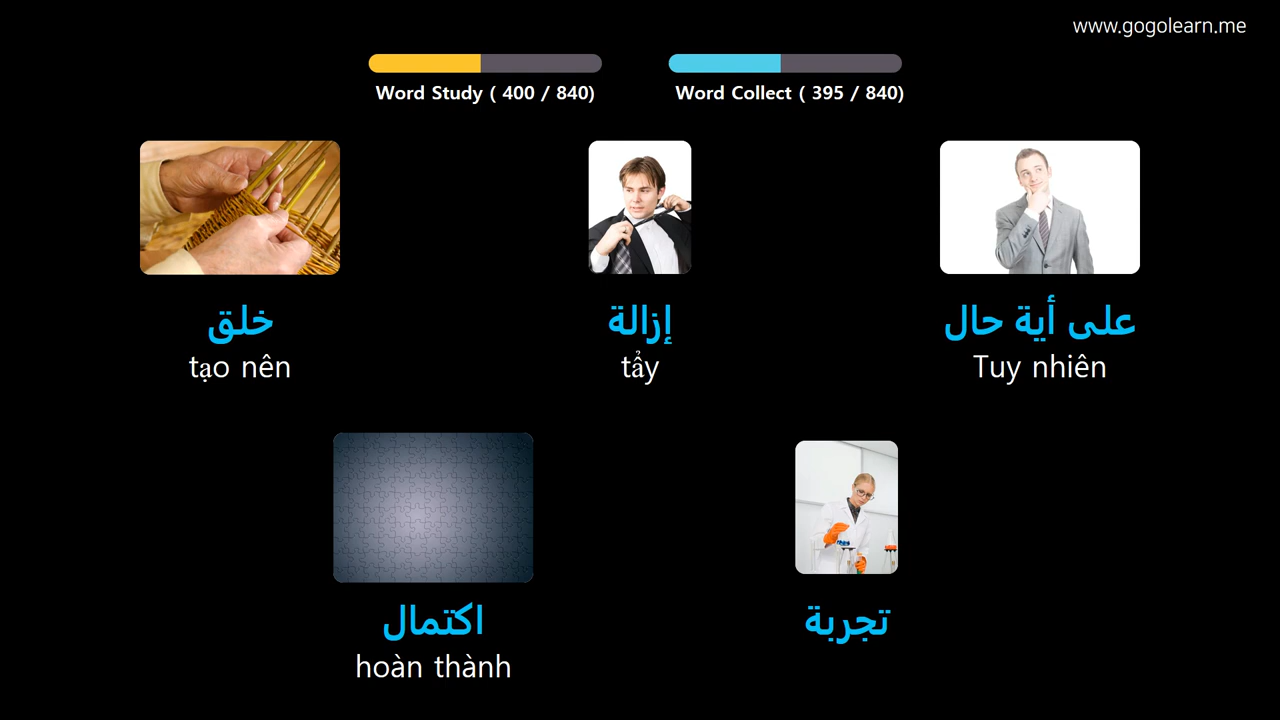 www.gogolearn.me
Word Study ( 400 / 840)
Word Collect ( 395 / 840)
خلق
tạo nên
إزالة
tẩy
على أية حال
Tuy nhiên
اكتمال
hoàn thành
تجربة